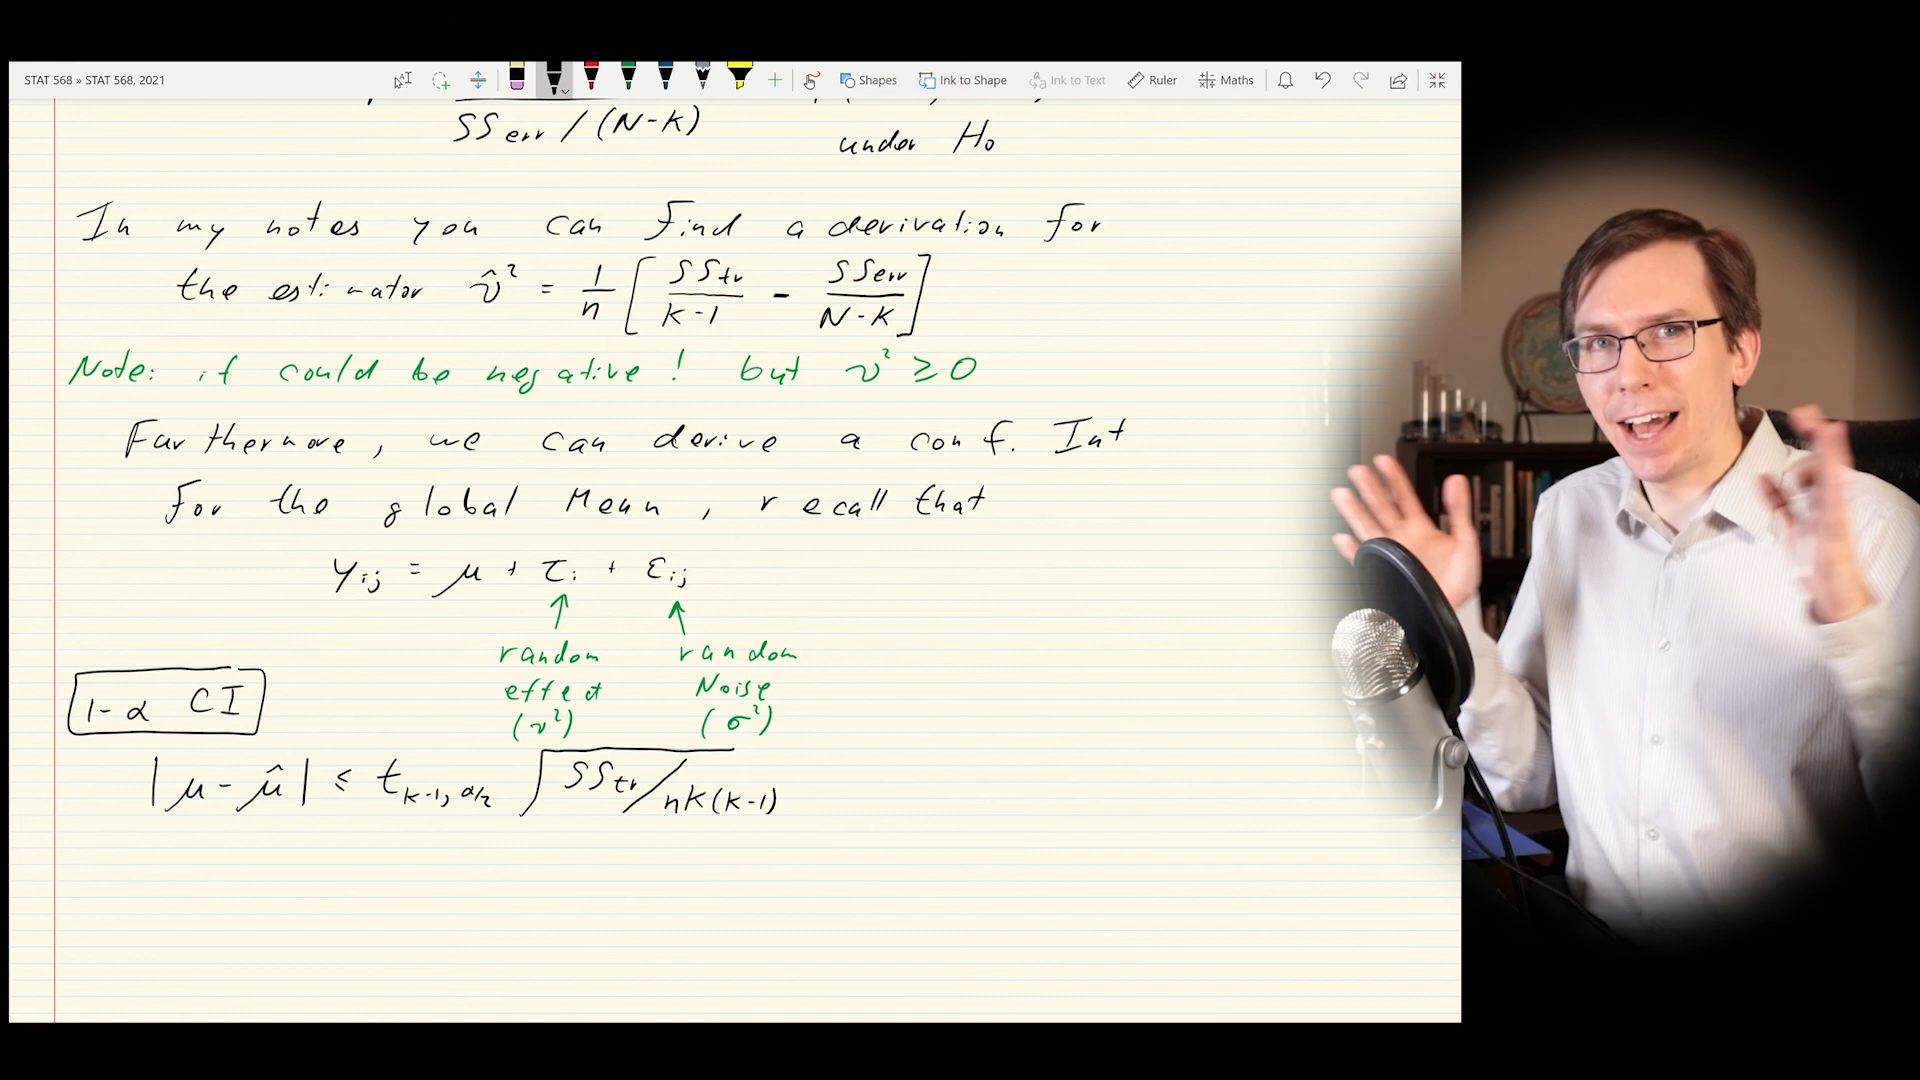 STAT 568 » STAT 568, 2021
Shapes Ink to Shape Ink to Text Ruler Maths
SSerr / (N-K)
under H0
In my notes you can find a derivation for
the estimator ν̂² = 1/n [ SStr / K-1 - SSerr / N-K ]
Note: it could be negative! but ν² ≥ 0
Furthermore, we can derive a conf. Int
For the global Mean, recall that
yij = μ + τi + εij
random effect (ν²)
random Noise (σ²)
1-α CI
|μ - μ̂| ≤ t K-1, α/2 √ SStr / nK(K-1)